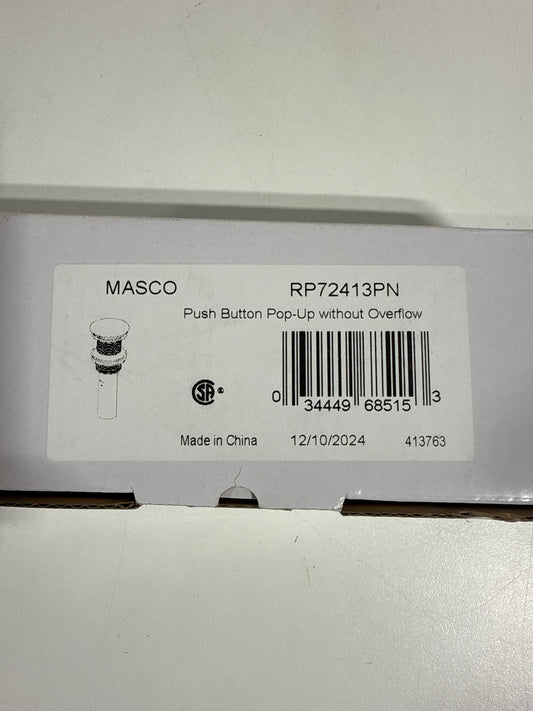 MASCO RP72413PN
Push Button Pop-Up without Overflow
SA ®
0 34449 68515 3
Made in China 12/10/2024 413763